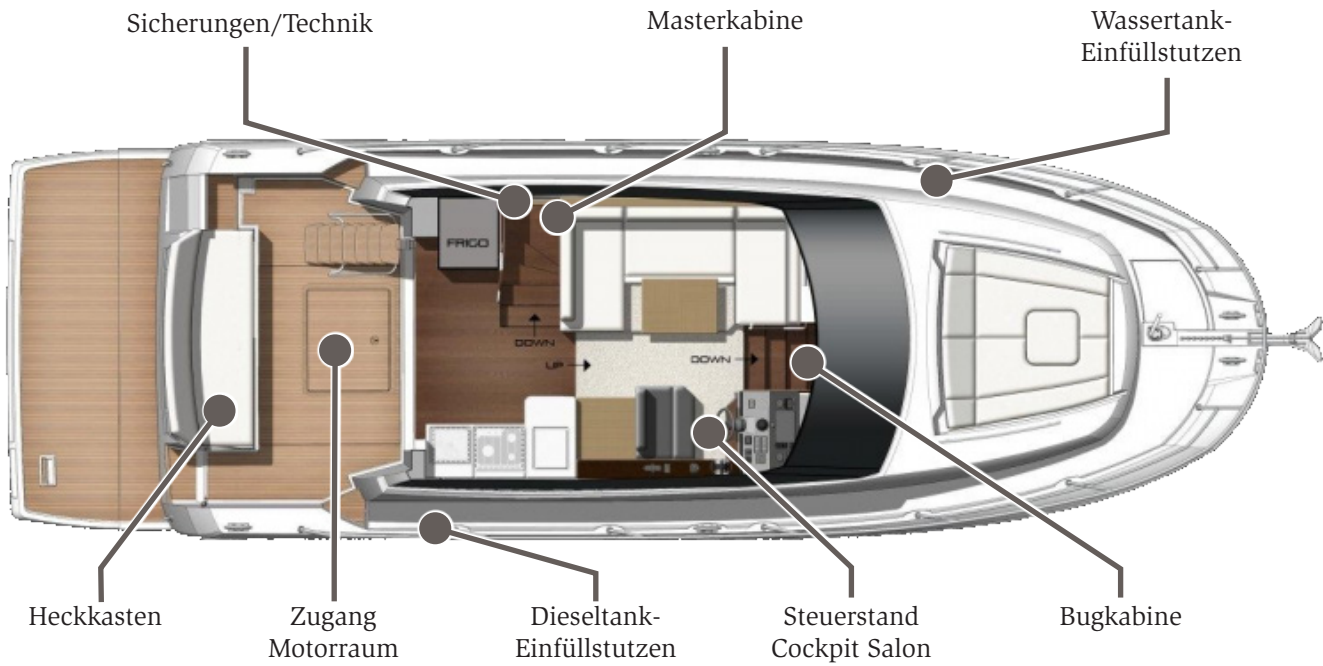 Sicherungen/Technik
Masterkabine
Wassertank-
Einfüllstutzen
FRIGO
DOWN
UP
DOWN
Heckkasten
Zugang
Motorraum
Dieseltank-
Einfüllstutzen
Steuerstand
Cockpit Salon
Bugkabine